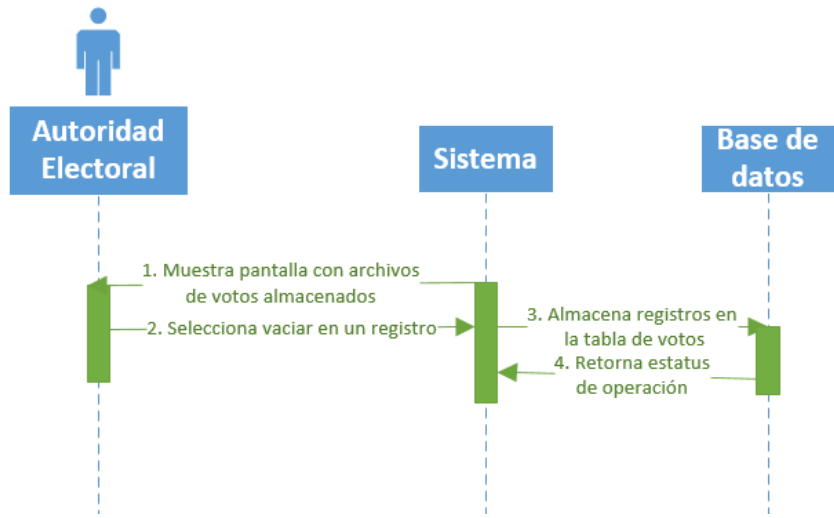 Autoridad
Electoral
Sistema
Base de
datos
1. Muestra pantalla con archivos
de votos almacenados
2. Selecciona vaciar en un registro
3. Almacena registros en
la tabla de votos
4. Retorna estatus
de operación